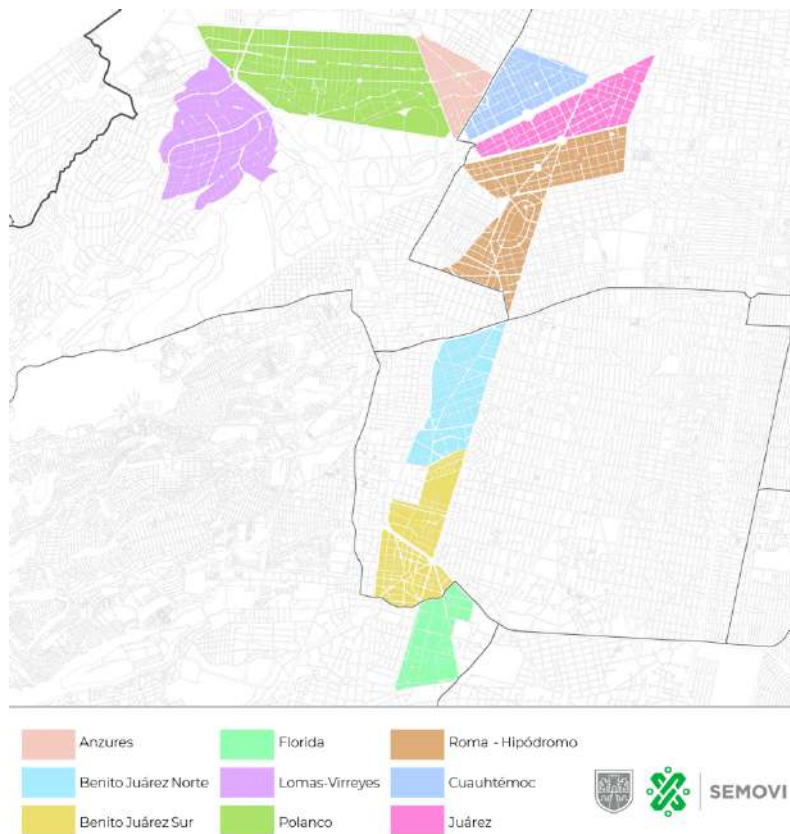 Anzures
Florida
Roma - Hipódromo
Benito Juárez Norte
Lomas-Virreyes
Cuauhtémoc
Benito Juárez Sur
Polanco
Juárez
SEMOVI